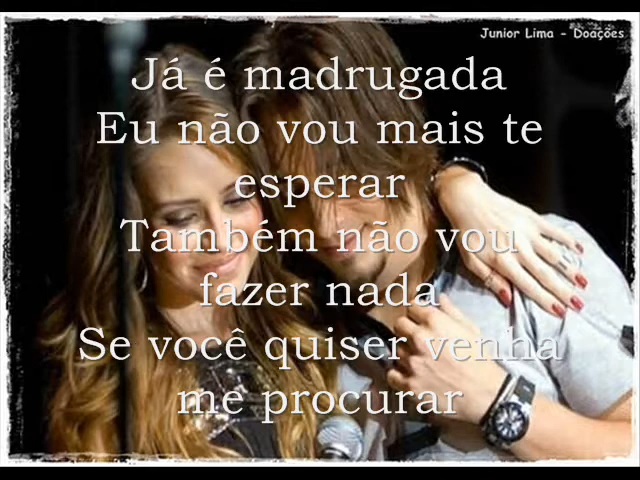 Junior Lima - Doações
Já é madrugada
Eu não vou mais te
esperar
Também não vou
fazer nada
Se você quiser venha
me procurar